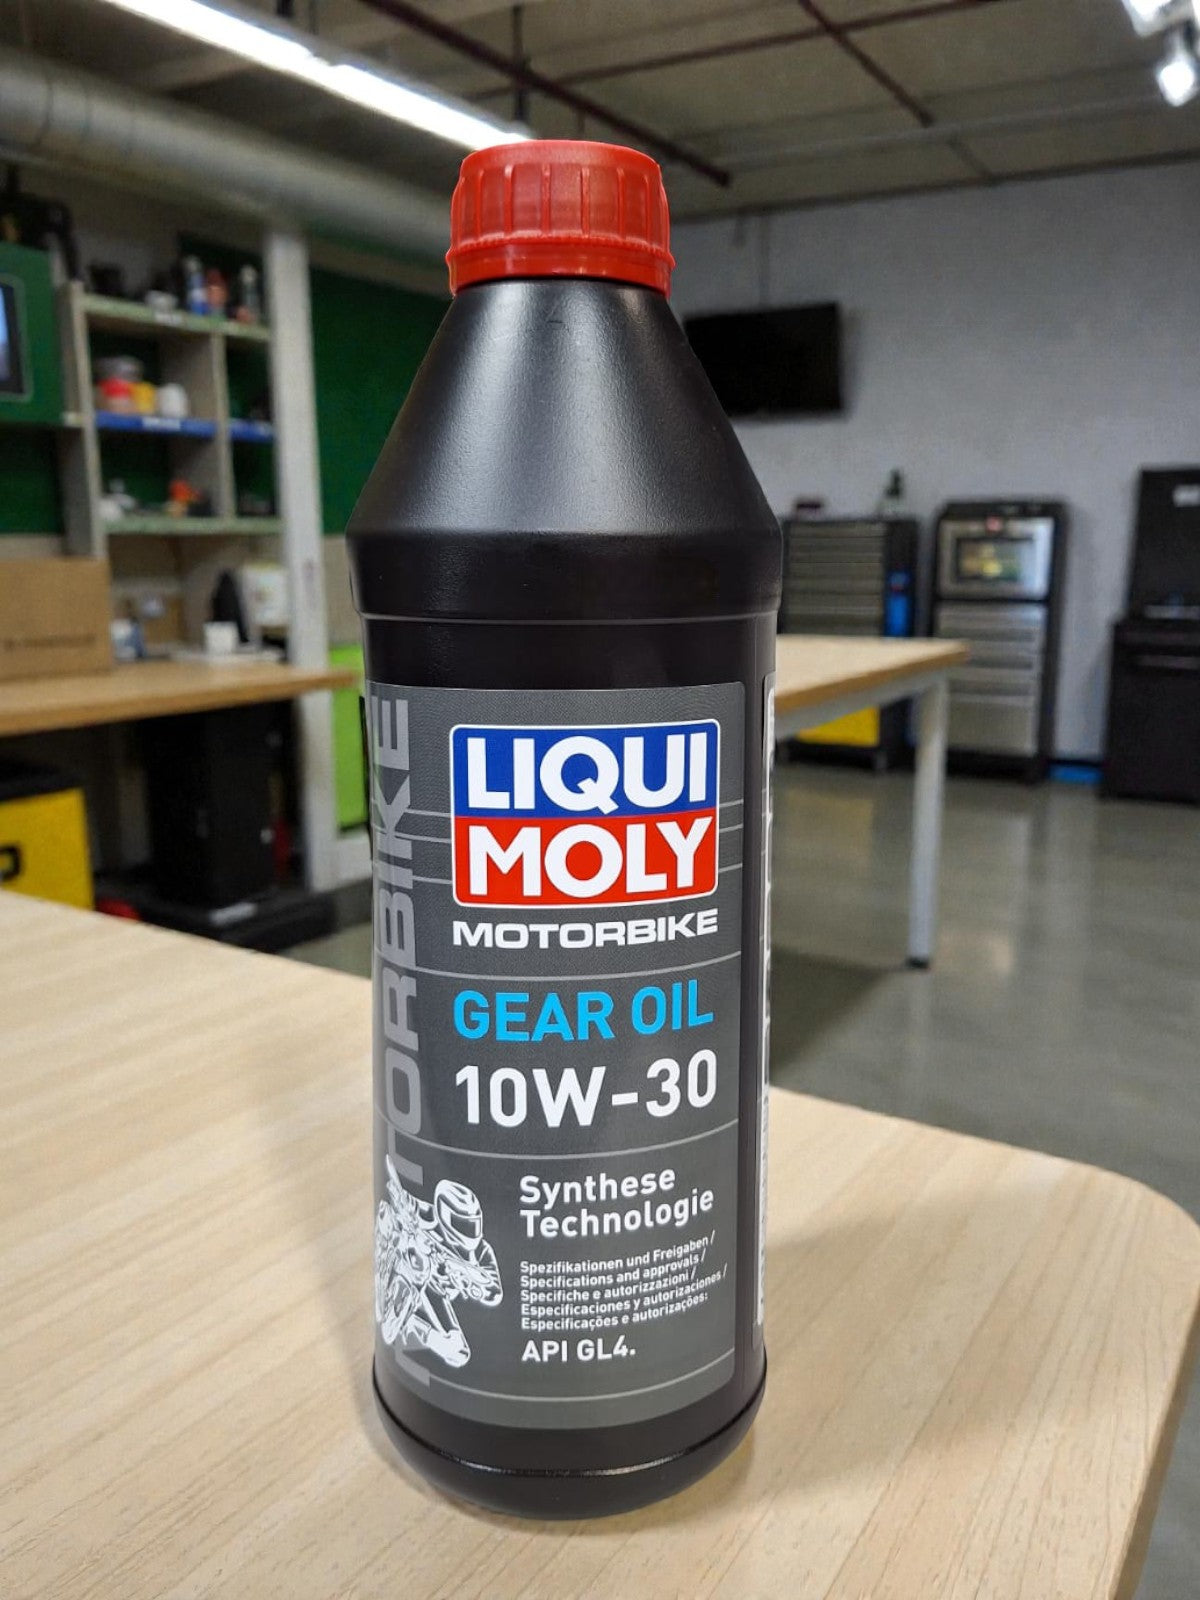 LIQUI
MOLY
MOTORBIKE
GEAR OIL
10W-30
Synthese
Technologie
Spezifikationen und Freigaben /
Specifications and approvals /
Specifiche e autorizzazioni /
Especificaciones y autorizaciones /
Especificações e autorizações:
API GL4.
MOTORBIKE